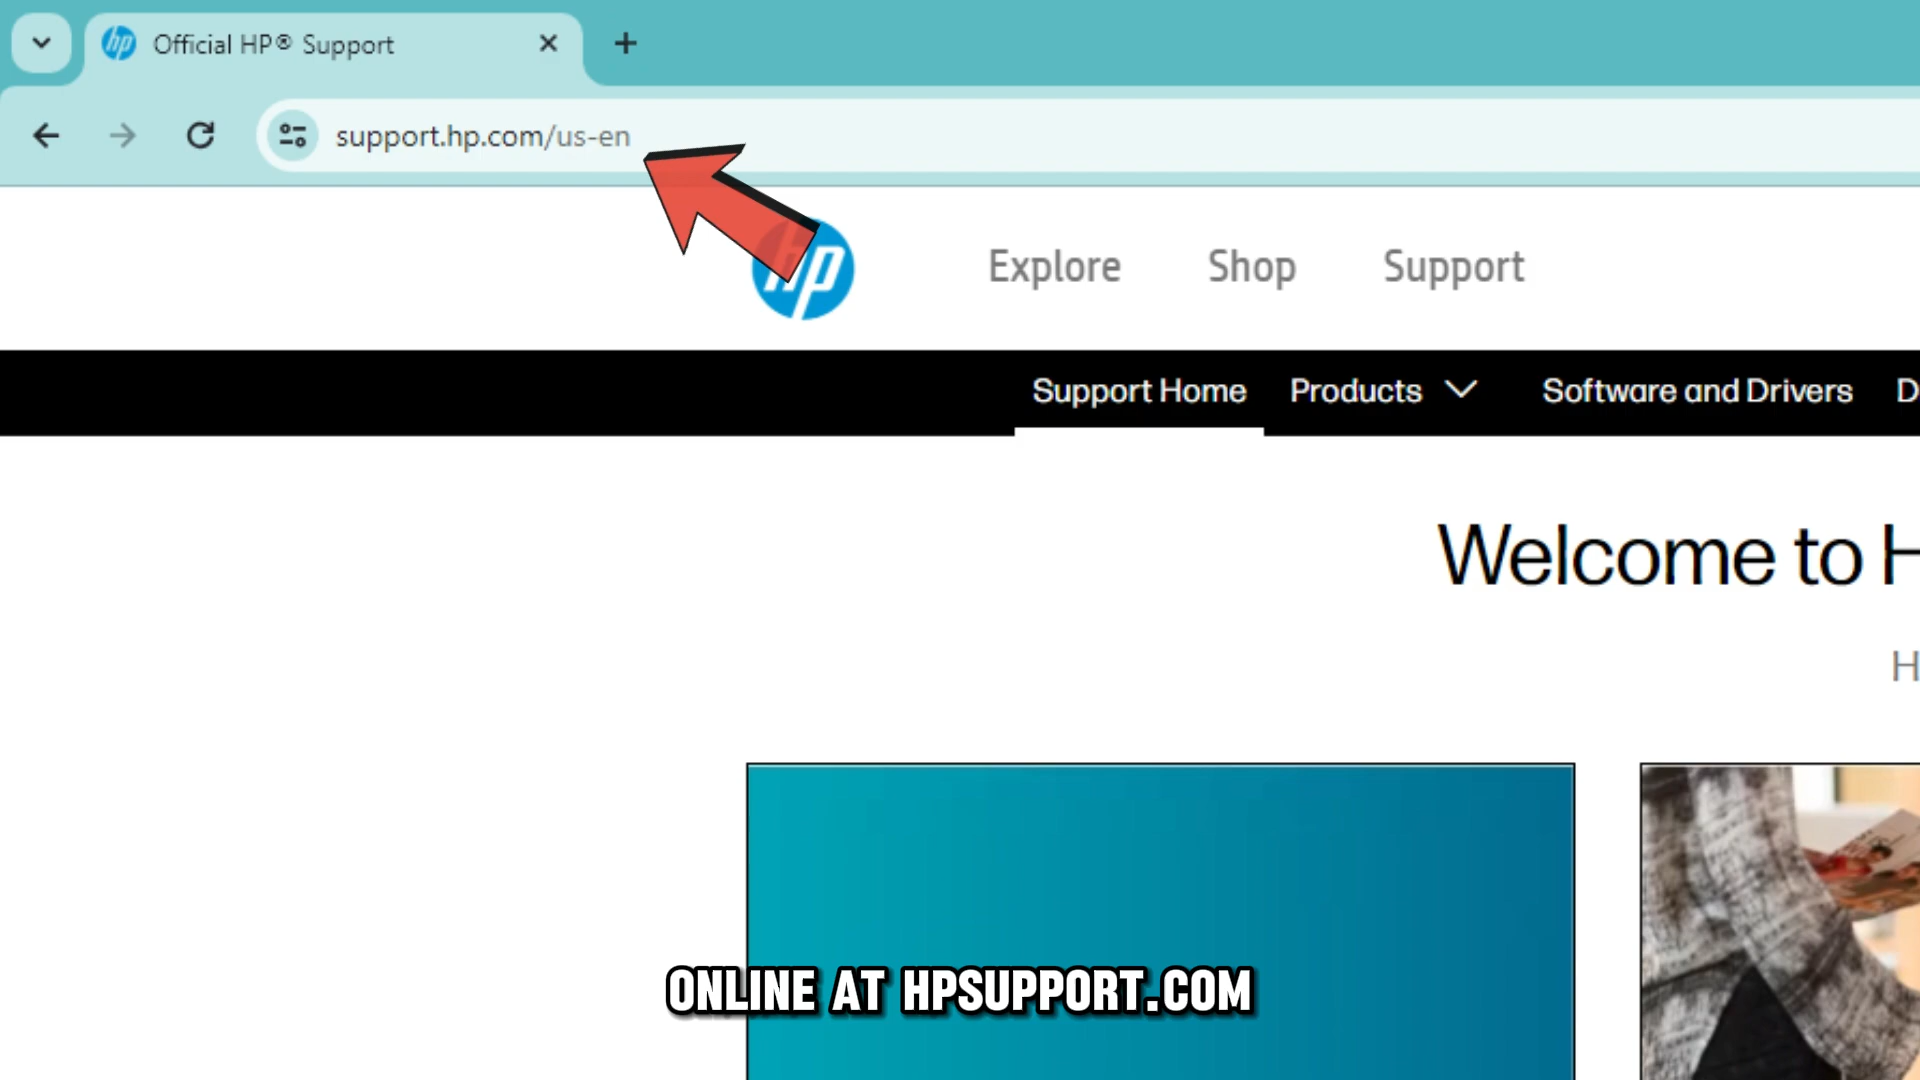 Official HP® Support
support.hp.com/us-en
hp
Explore Shop Support
Support Home Products Software and Drivers D
Welcome to H
H
ONLINE AT HPSUPPORT.COM